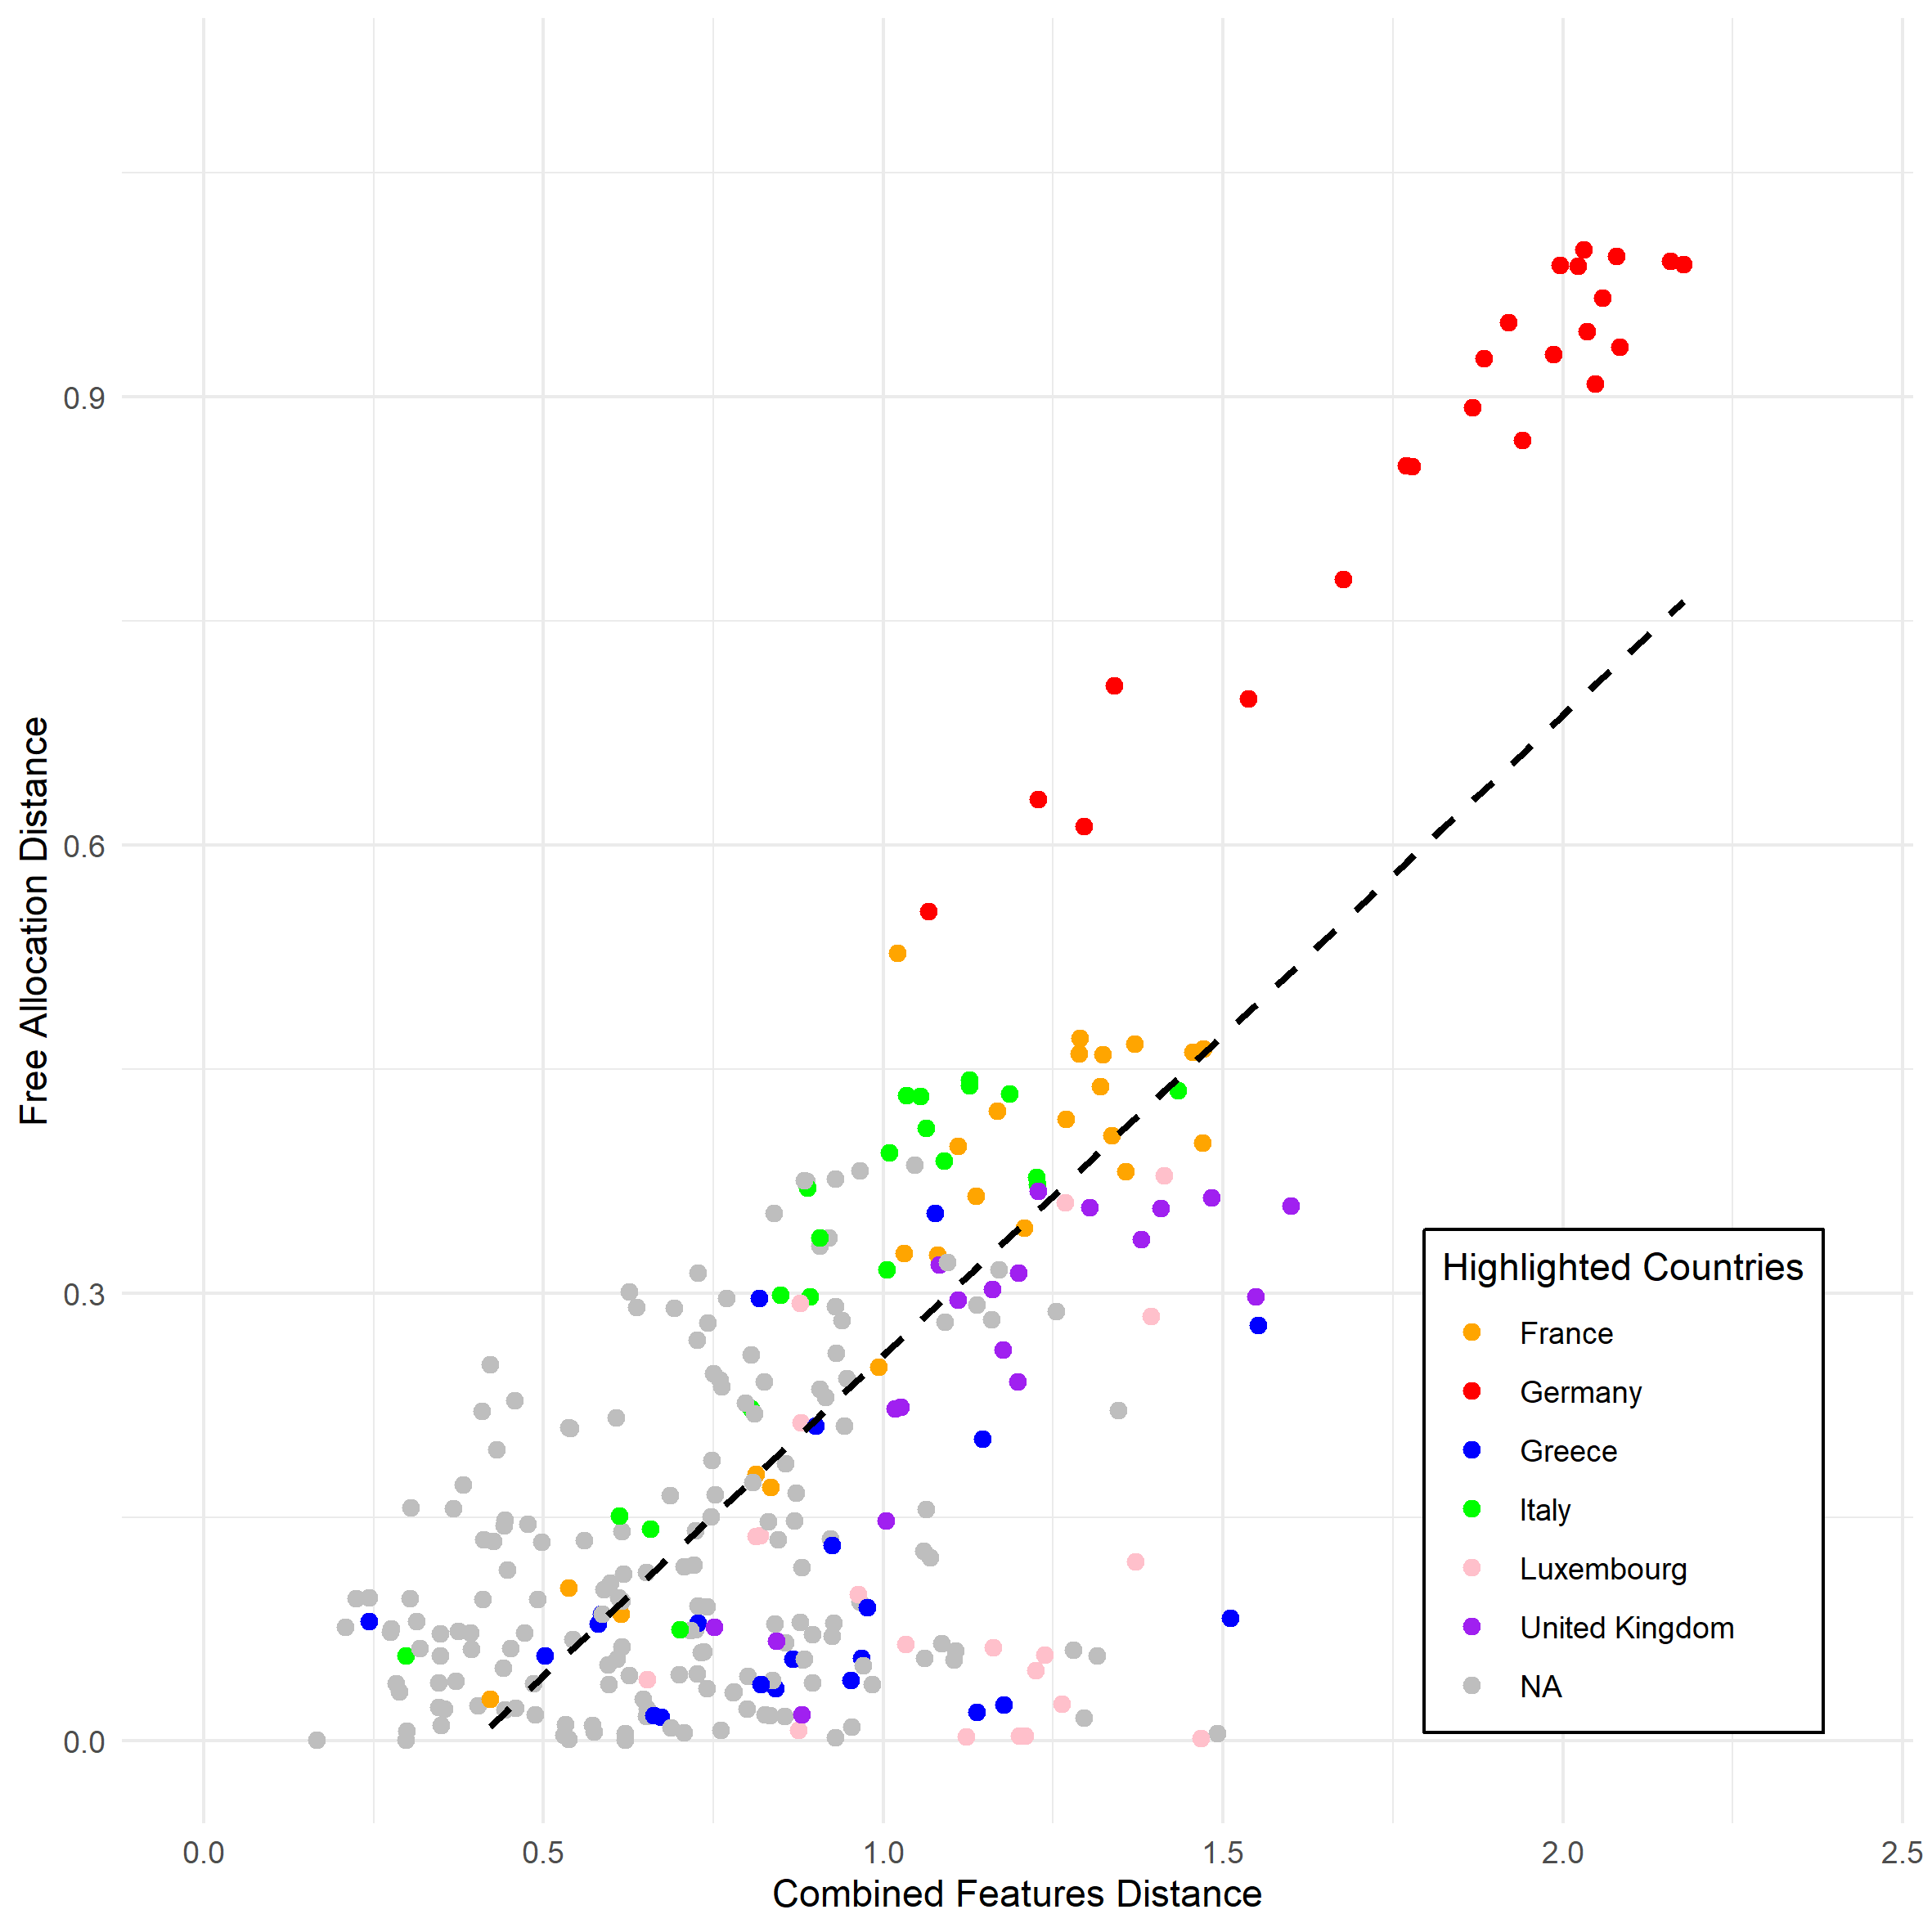 Free Allocation Distance
0.9
0.6
0.3
0.0
Highlighted Countries
France
Germany
Greece
Italy
Luxembourg
United Kingdom
NA
0.0 0.5 1.0 1.5 2.0 2.5
Combined Features Distance